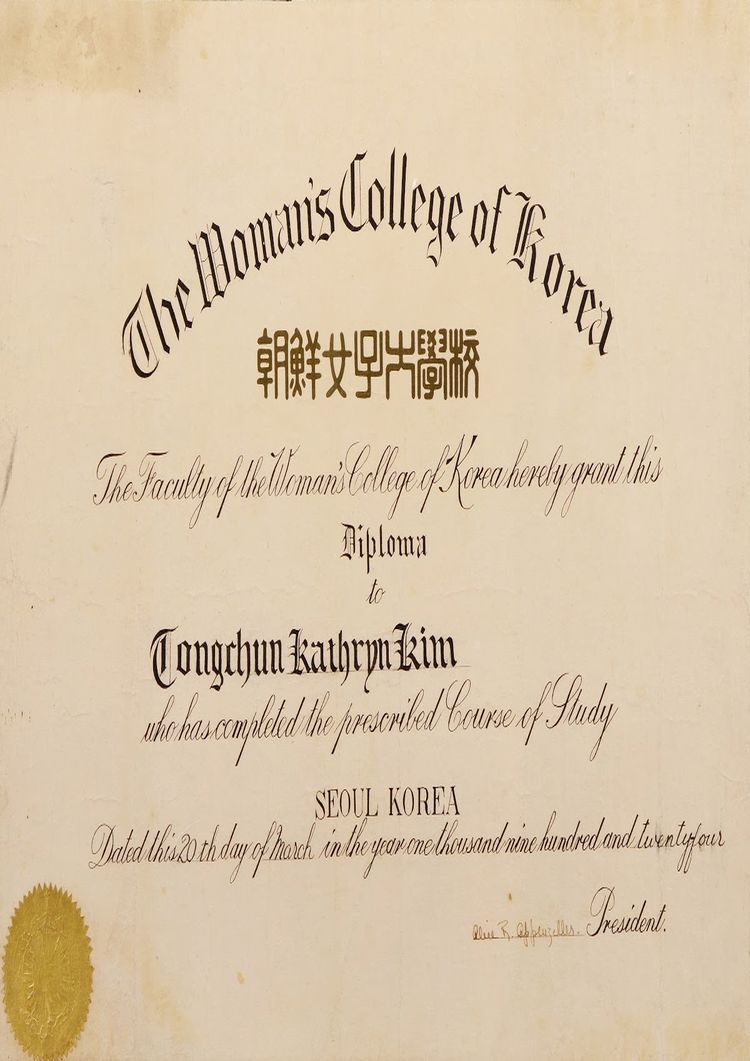 The Woman's College of Korea
朝鮮女子大學校
The Faculty of the Woman's College of Korea hereby grant this
Diploma
to
Tongchun Kathryn Kim
who has completed the prescribed Course of Study
SEOUL KOREA
Dated this 20th day of March in the year one thousand nine hundred and twenty four
Alice R. Appenzeller. President.